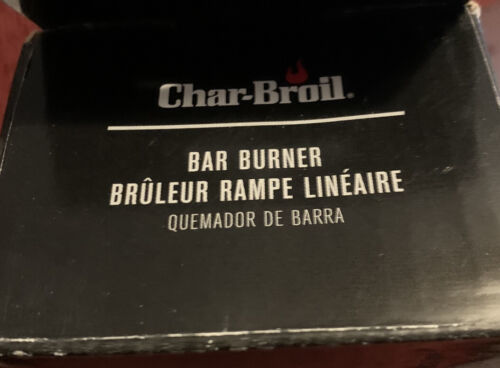 Char-Broil®
BAR BURNER
BRÛLEUR RAMPE LINÉAIRE
QUEMADOR DE BARRA